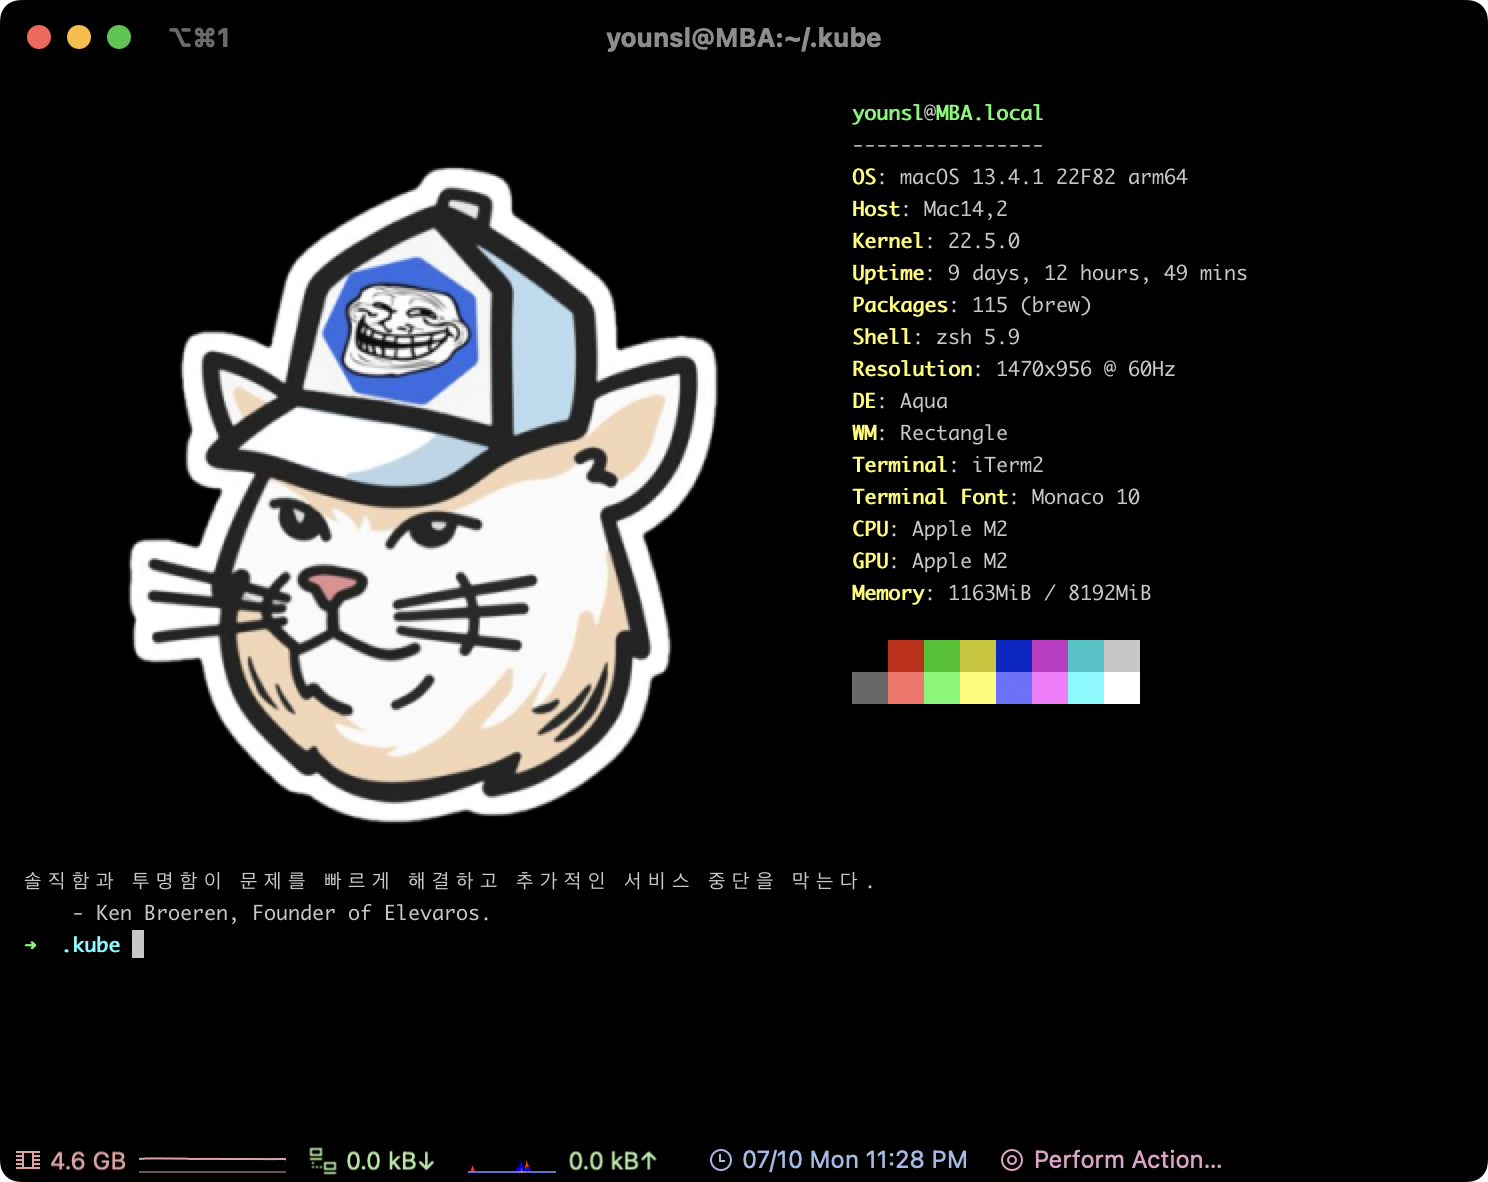 ⌥⌘1 younsl@MBA:~/.kube
younsl@MBA.local
----------------
OS: macOS 13.4.1 22F82 arm64
Host: Mac14,2
Kernel: 22.5.0
Uptime: 9 days, 12 hours, 49 mins
Packages: 115 (brew)
Shell: zsh 5.9
Resolution: 1470x956 @ 60Hz
DE: Aqua
WM: Rectangle
Terminal: iTerm2
Terminal Font: Monaco 10
CPU: Apple M2
GPU: Apple M2
Memory: 1163MiB / 8192MiB
솔직함과 투명함이 문제를 빠르게 해결하고 추가적인 서비스 중단을 막는다.
- Ken Broeren, Founder of Elevaros.
➜ .kube
4.6 GB 0.0 kB↓ 0.0 kB↑ 07/10 Mon 11:28 PM Perform Action...